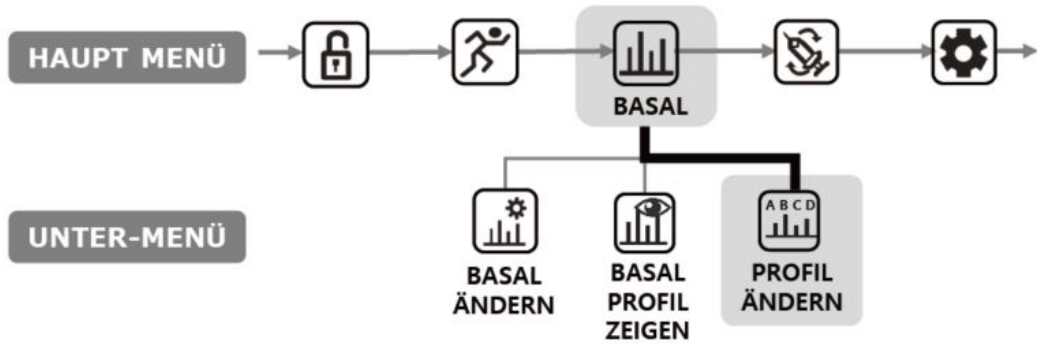 HAUPT MENÜ
BASAL
UNTER-MENÜ
BASAL
ÄNDERN
BASAL
PROFIL
ZEIGEN
A B C D
PROFIL
ÄNDERN